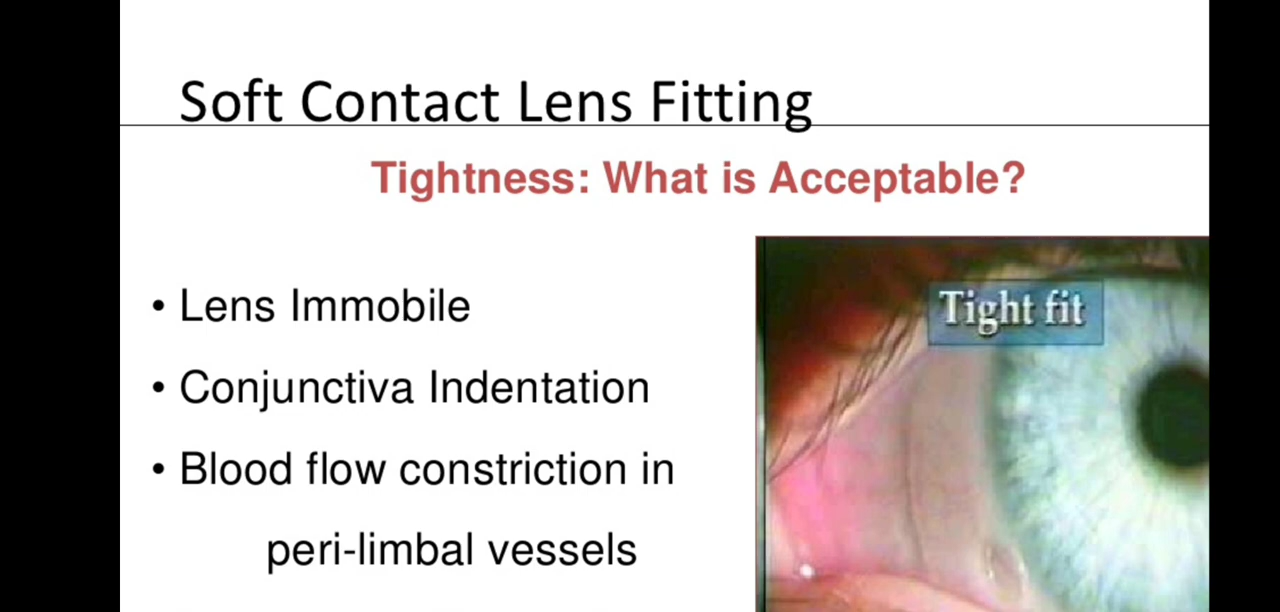 Soft Contact Lens Fitting
Tightness: What is Acceptable?
• Lens Immobile
• Conjunctiva Indentation
• Blood flow constriction in
peri-limbal vessels
Tight fit